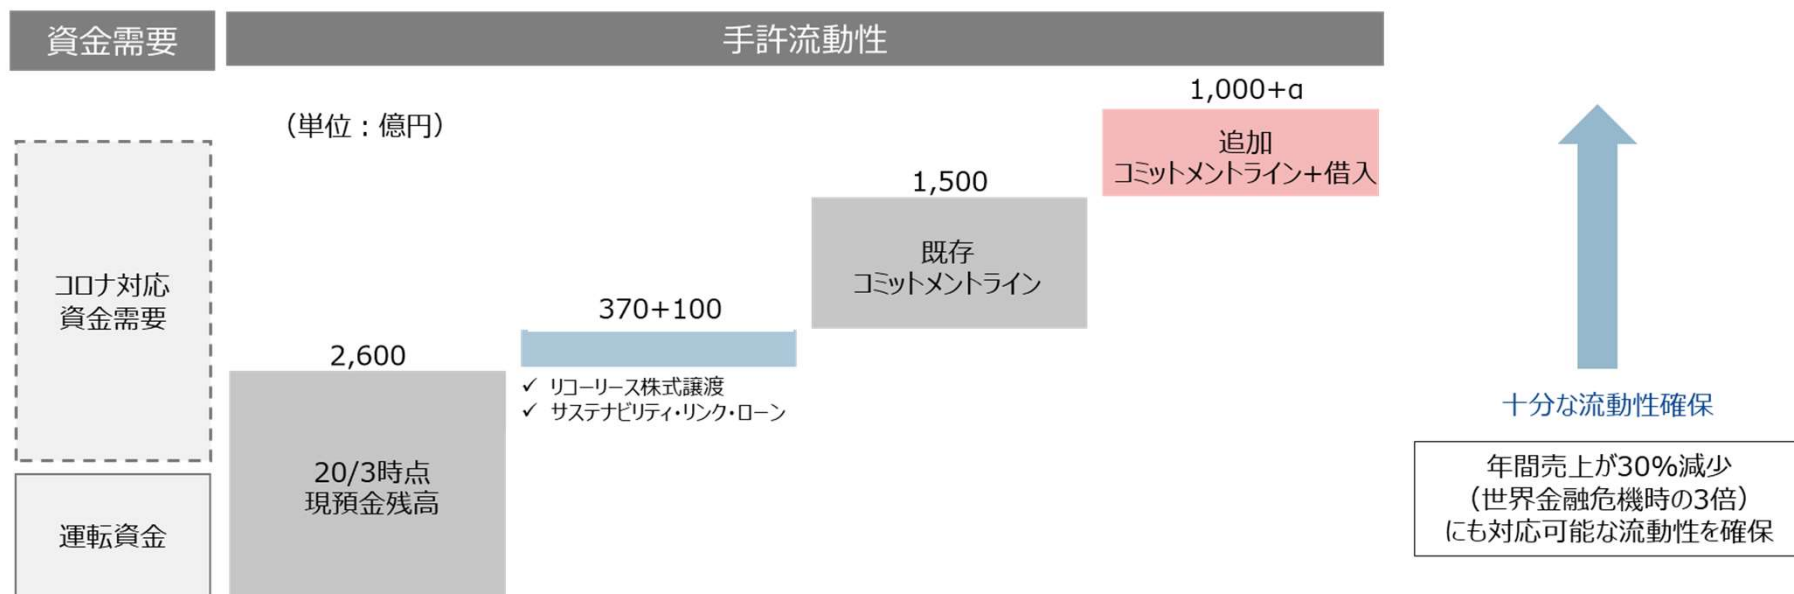 資金需要
手許流動性
（単位：億円）
コロナ対応
資金需要
運転資金
2,600
20/3時点
現預金残高
370+100
✓ リコーリース株式譲渡
✓ サステナビリティ・リンク・ローン
1,500
既存
コミットメントライン
1,000+α
追加
コミットメントライン+借入
十分な流動性確保
年間売上が30%減少
（世界金融危機時の3倍）
にも対応可能な流動性を確保